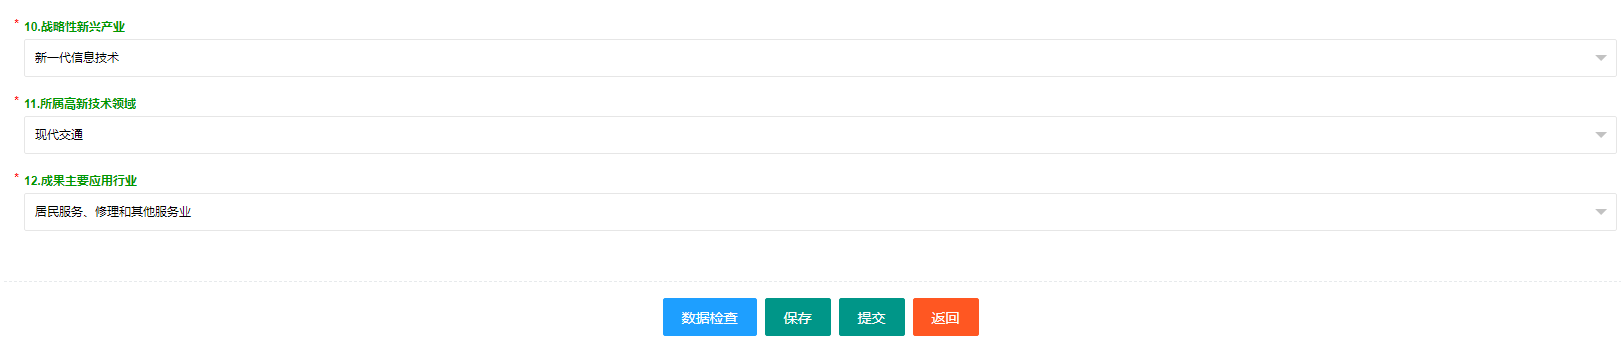 * 10.战略性新兴产业
新一代信息技术
* 11.所属高新技术领域
现代交通
* 12.成果主要应用行业
居民服务、修理和其他服务业
数据检查 保存 提交 返回